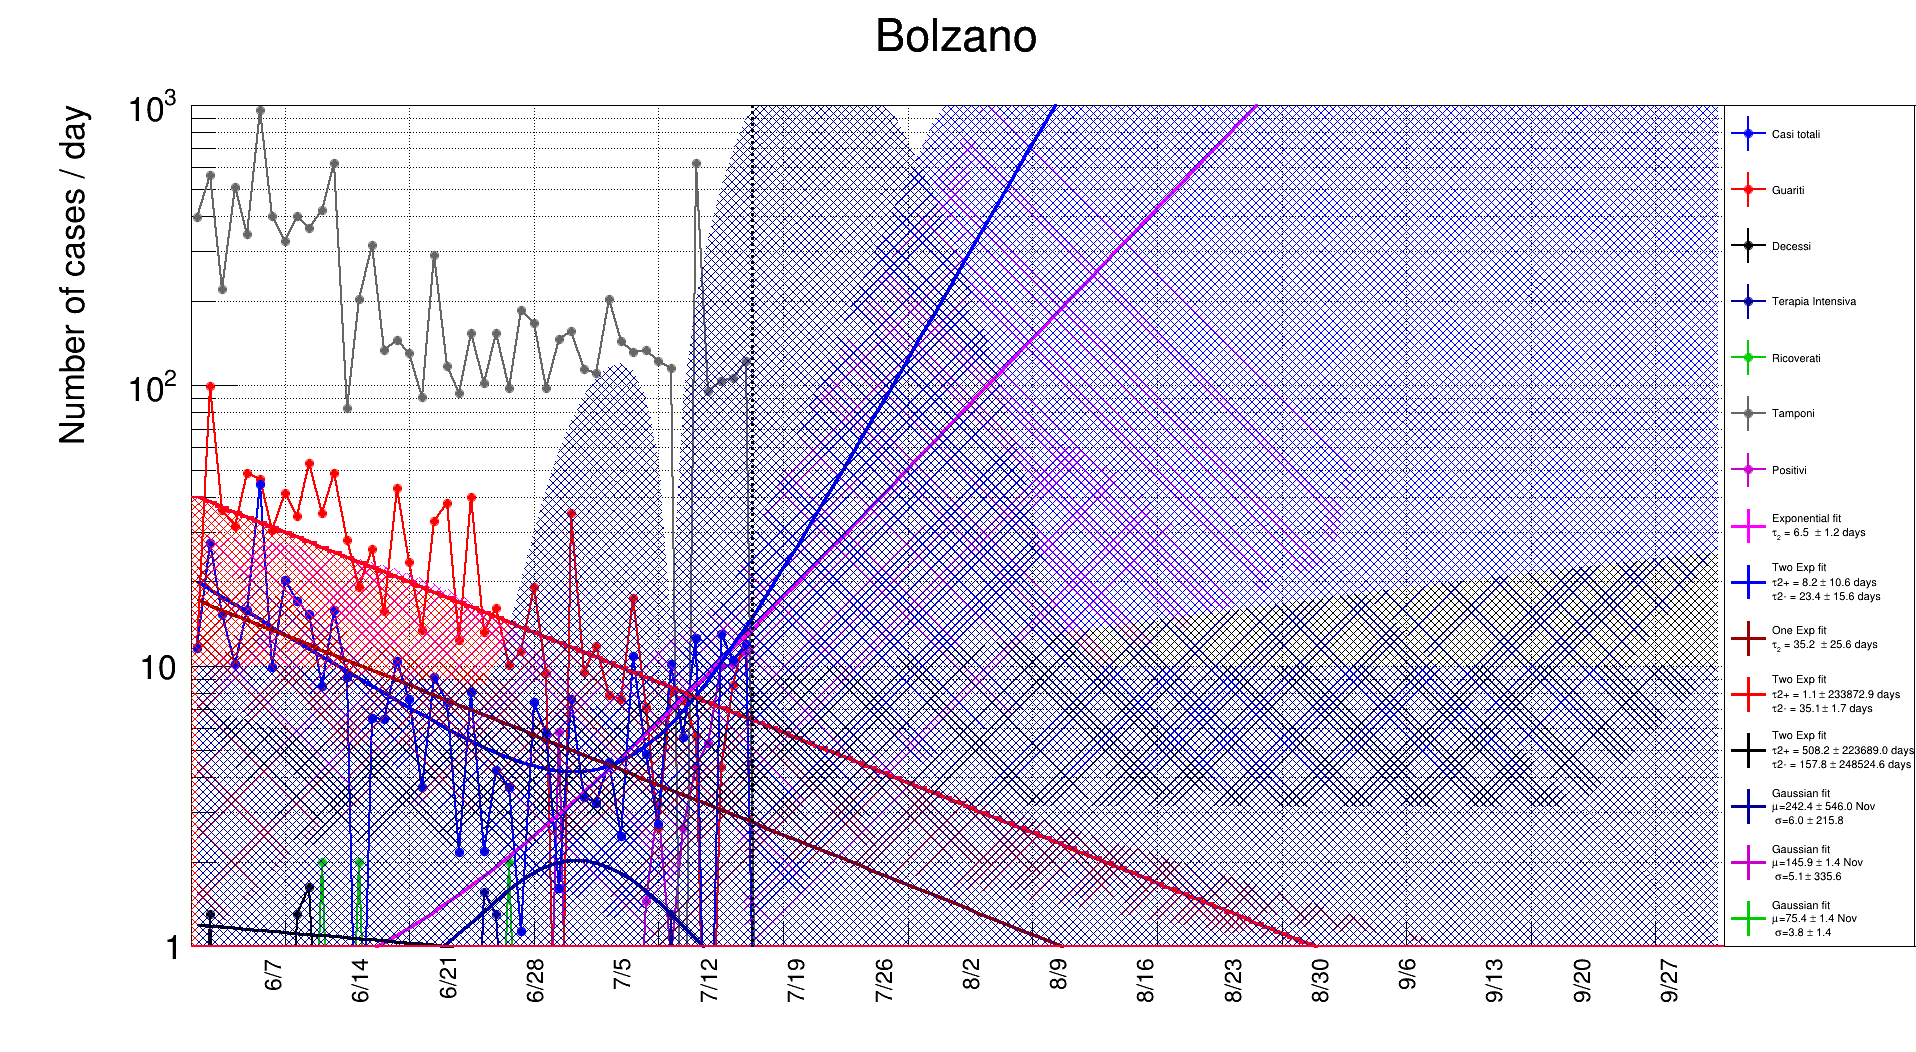 Bolzano
Number of cases / day
10³
10²
10
1
6/7
6/14
6/21
6/28
7/5
7/12
7/19
7/26
8/2
8/9
8/16
8/23
8/30
9/6
9/13
9/20
9/27
Casi totali
Guariti
Decessi
Terapia Intensiva
Ricoverati
Tamponi
Positivi
Exponential fit
τ₂ = 6.5 ± 1.2 days
Two Exp fit
τ2+ = 8.2 ± 10.6 days
τ2- = 23.4 ± 15.6 days
One Exp fit
τ₂ = 35.2 ± 25.6 days
Two Exp fit
τ2+ = 1.1 ± 233872.9 days
τ2- = 35.1 ± 1.7 days
Two Exp fit
τ2+ = 508.2 ± 223689.0 days
τ2- = 157.8 ± 248524.6 days
Gaussian fit
μ=242.4 ± 546.0 Nov
σ=6.0 ± 215.8
Gaussian fit
μ=145.9 ± 1.4 Nov
σ=5.1 ± 335.6
Gaussian fit
μ=75.4 ± 1.4 Nov
σ=3.8 ± 1.4